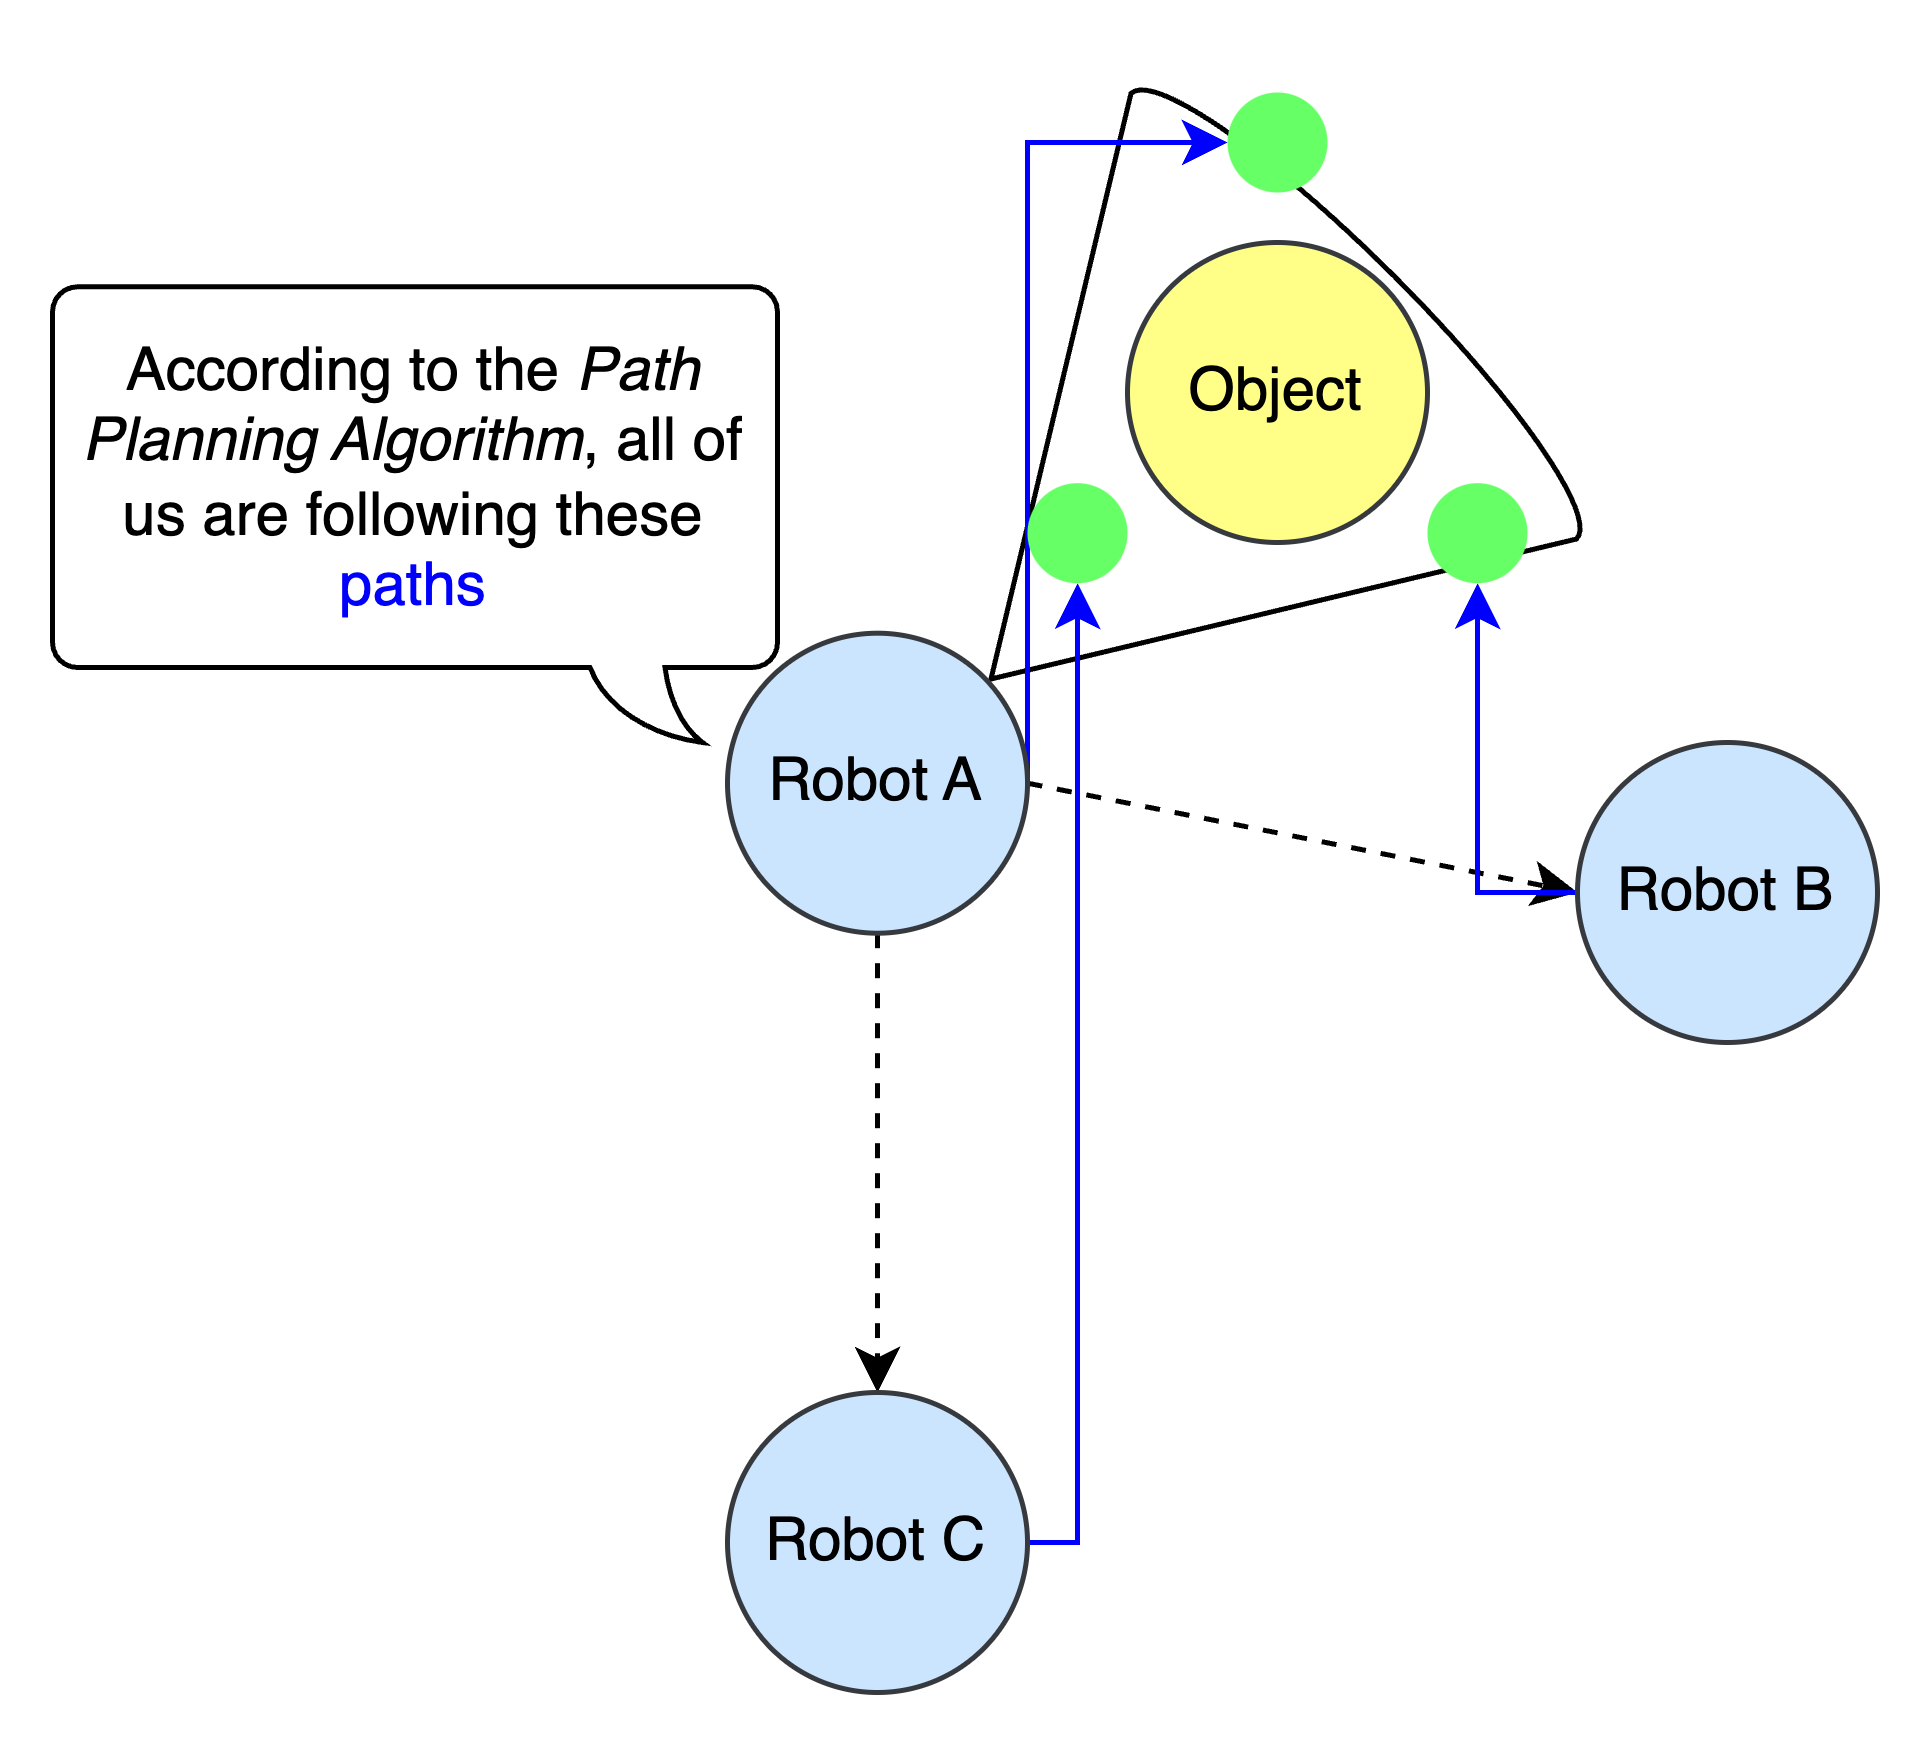 According to the Path
Planning Algorithm, all of
us are following these
paths
Object
Robot A
Robot B
Robot C